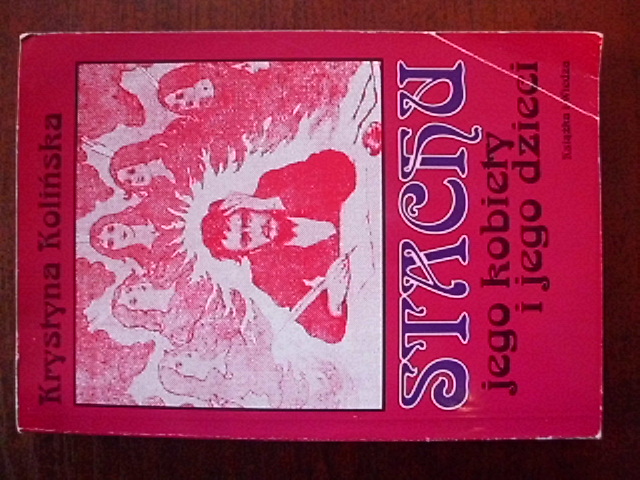 Krystyna Kolińska
STACHU
jego kobiety
i jego dzieci
Książka i Wiedza